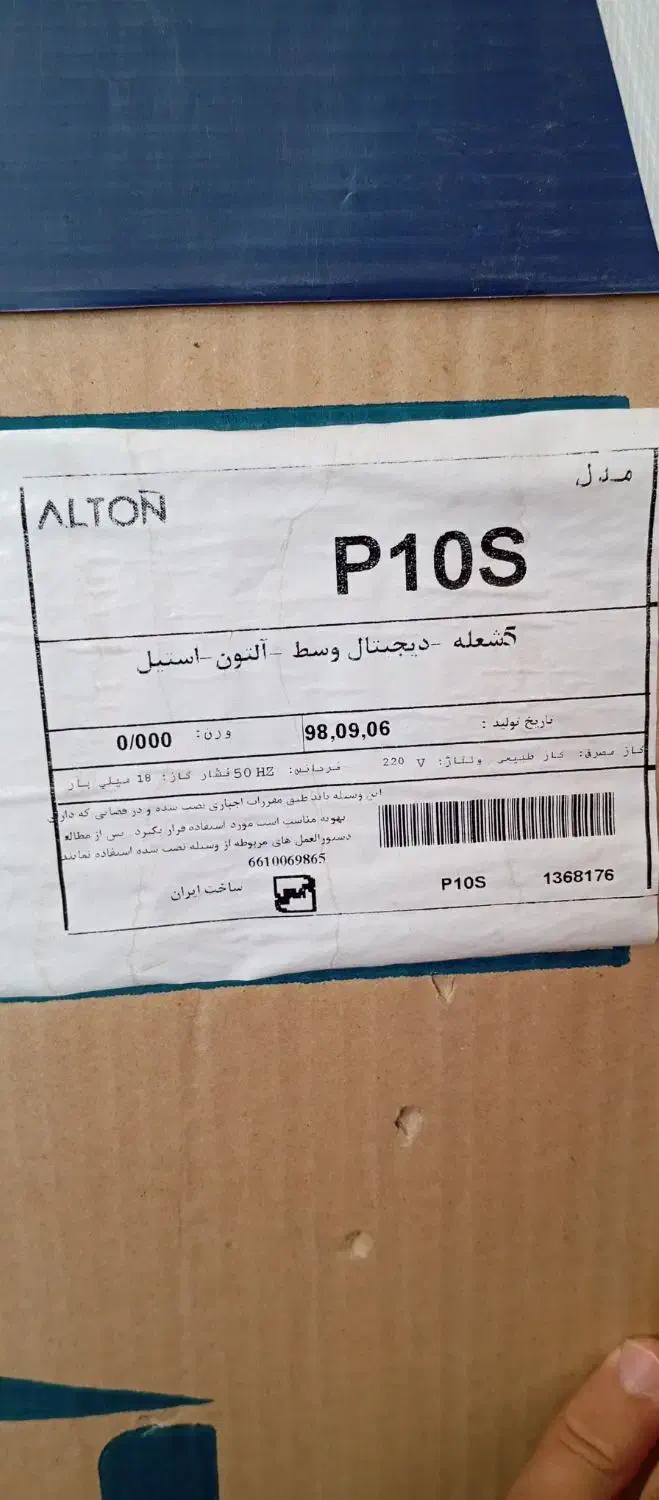 مدل
ALTON
P10S
5شعله -دیجیتال وسط -آلتون-استیل
تاریخ تولید : 98,09,06 وزن: 0/000
گاز مصرفی: گاز طبیعی ولتاژ: 220 V فرکانس: 50 HZ فشار گاز: 18 میلی بار
این وسیله باید طبق مقررات اجباری نصب شده و در فضایی که دارای
تهویه مناسب است مورد استفاده قرار بگیرد . پس از مطالعه
دستورالعمل های مربوطه از وسیله نصب شده استفاده نمایند
6610069865
ساخت ایران
P10S 1368176